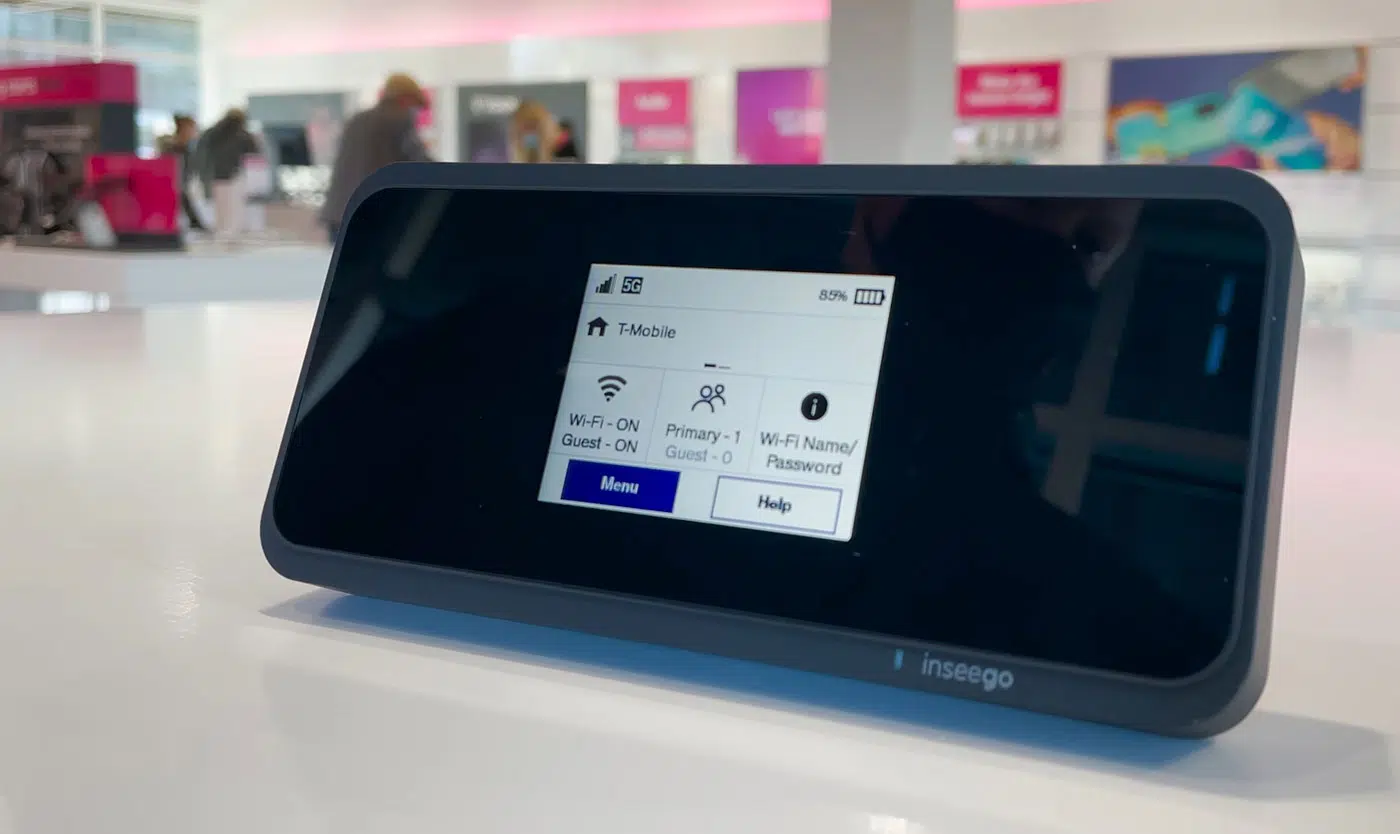 5G
85%
T-Mobile
Wi-Fi - ON
Guest - ON
Primary - 1
Guest - 0
Wi-Fi Name/
Password
Menu
Help
inseego